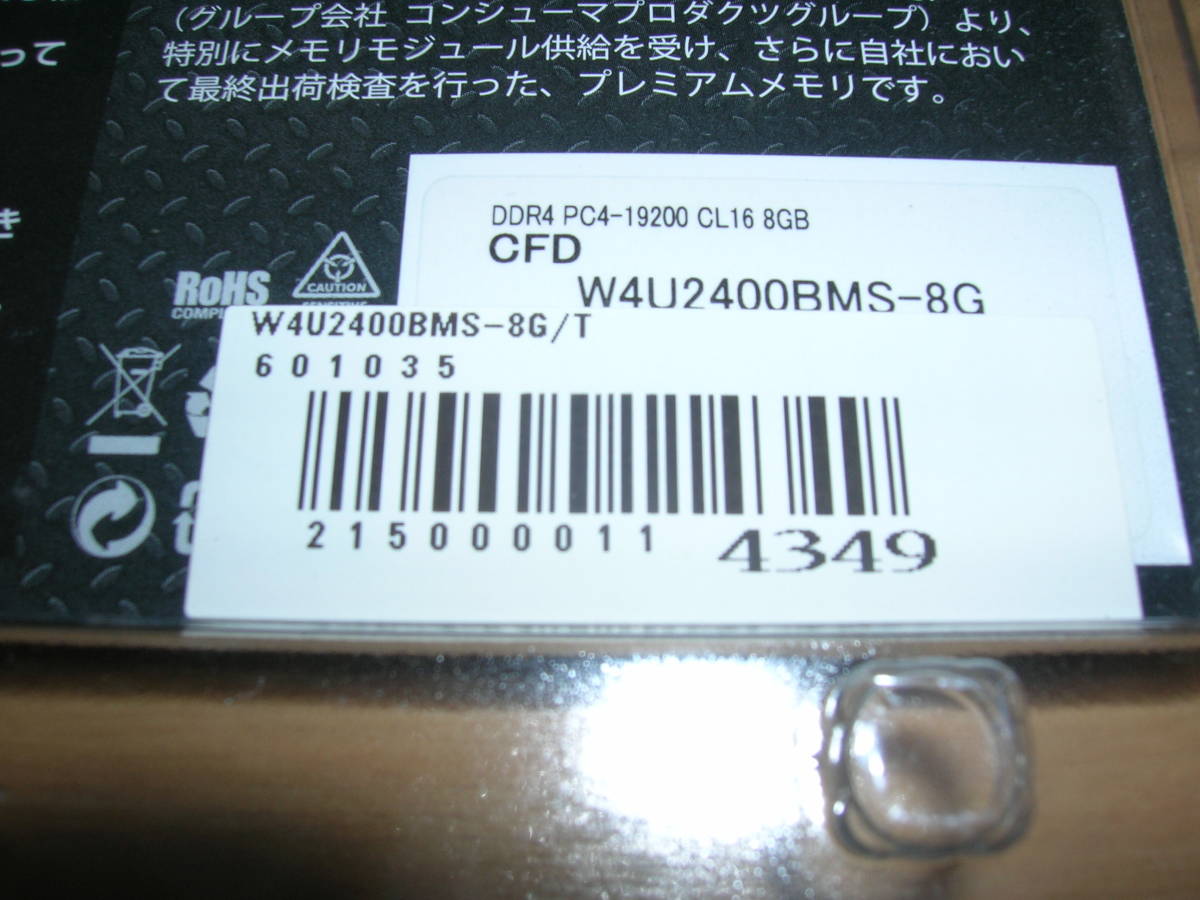 （グループ会社 コンシューマプロダクツグループ）より、
って
特別にメモリモジュール供給を受け、さらに自社におい
て最終出荷検査を行った、プレミアムメモリです。
き
DDR4 PC4-19200 CL16 8GB
CFD
W4U2400BMS-8G
RoHS
CAUTION
W4U2400BMS-8G/T
601035
215000011 4349